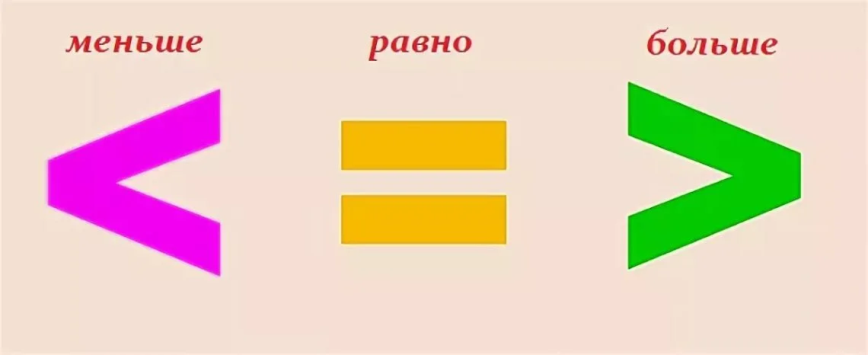 меньше равно больше
< = >